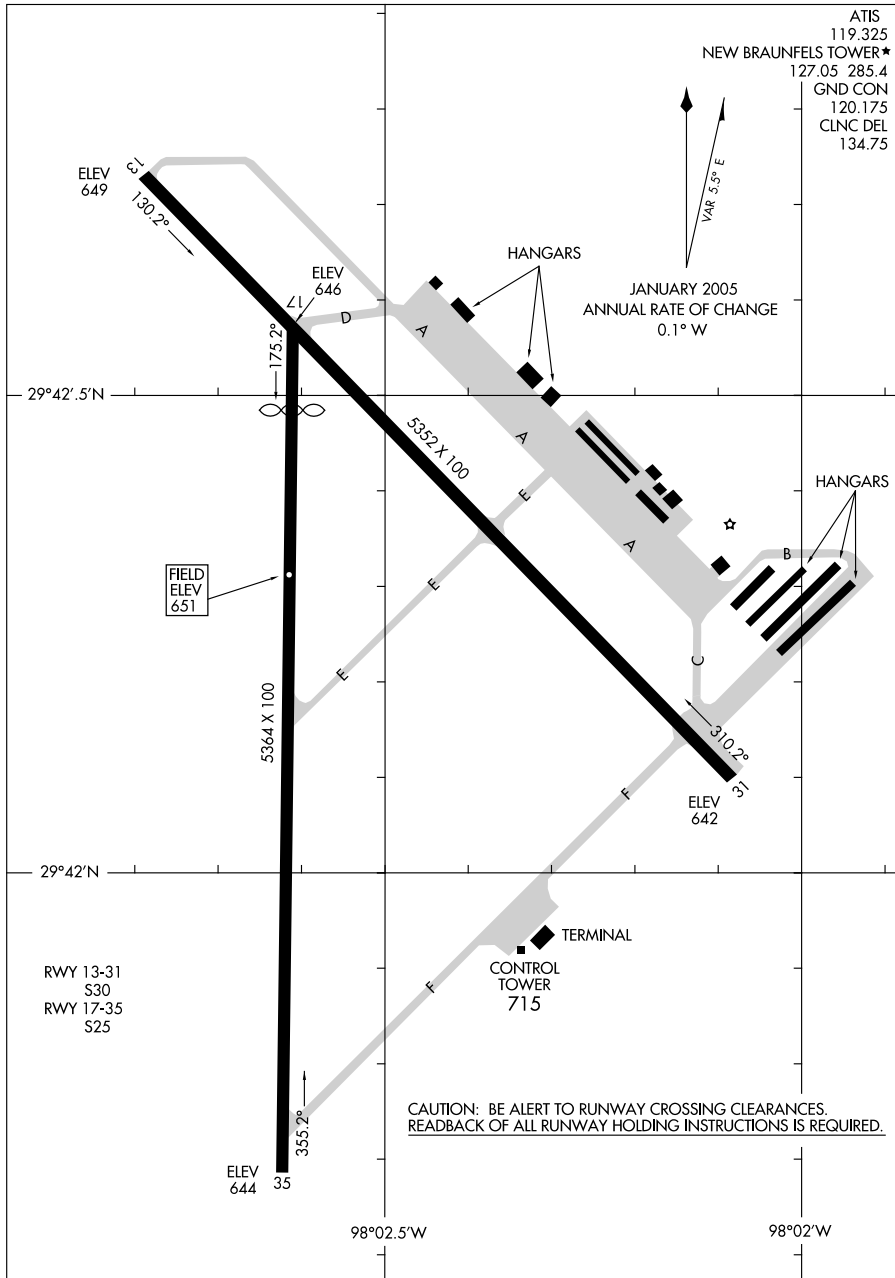 ATIS
119.325
NEW BRAUNFELS TOWER★
127.05 285.4
GND CON
120.175
CLNC DEL
134.75
VAR 5.5° E
JANUARY 2005
ANNUAL RATE OF CHANGE
0.1° W
13
ELEV
649
130.2°
HANGARS
ELEV
646
17
D
A
175.2°
29°42'.5N
5352 X 100
A
HANGARS
E
A
B
FIELD
ELEV
651
E
E
C
5364 X 100
310.2°
31
F
ELEV
642
29°42'N
TERMINAL
CONTROL
TOWER
715
RWY 13-31
S30
RWY 17-35
S25
F
355.2°
CAUTION: BE ALERT TO RUNWAY CROSSING CLEARANCES.
READBACK OF ALL RUNWAY HOLDING INSTRUCTIONS IS REQUIRED.
ELEV
644
35
98°02.5'W
98°02'W